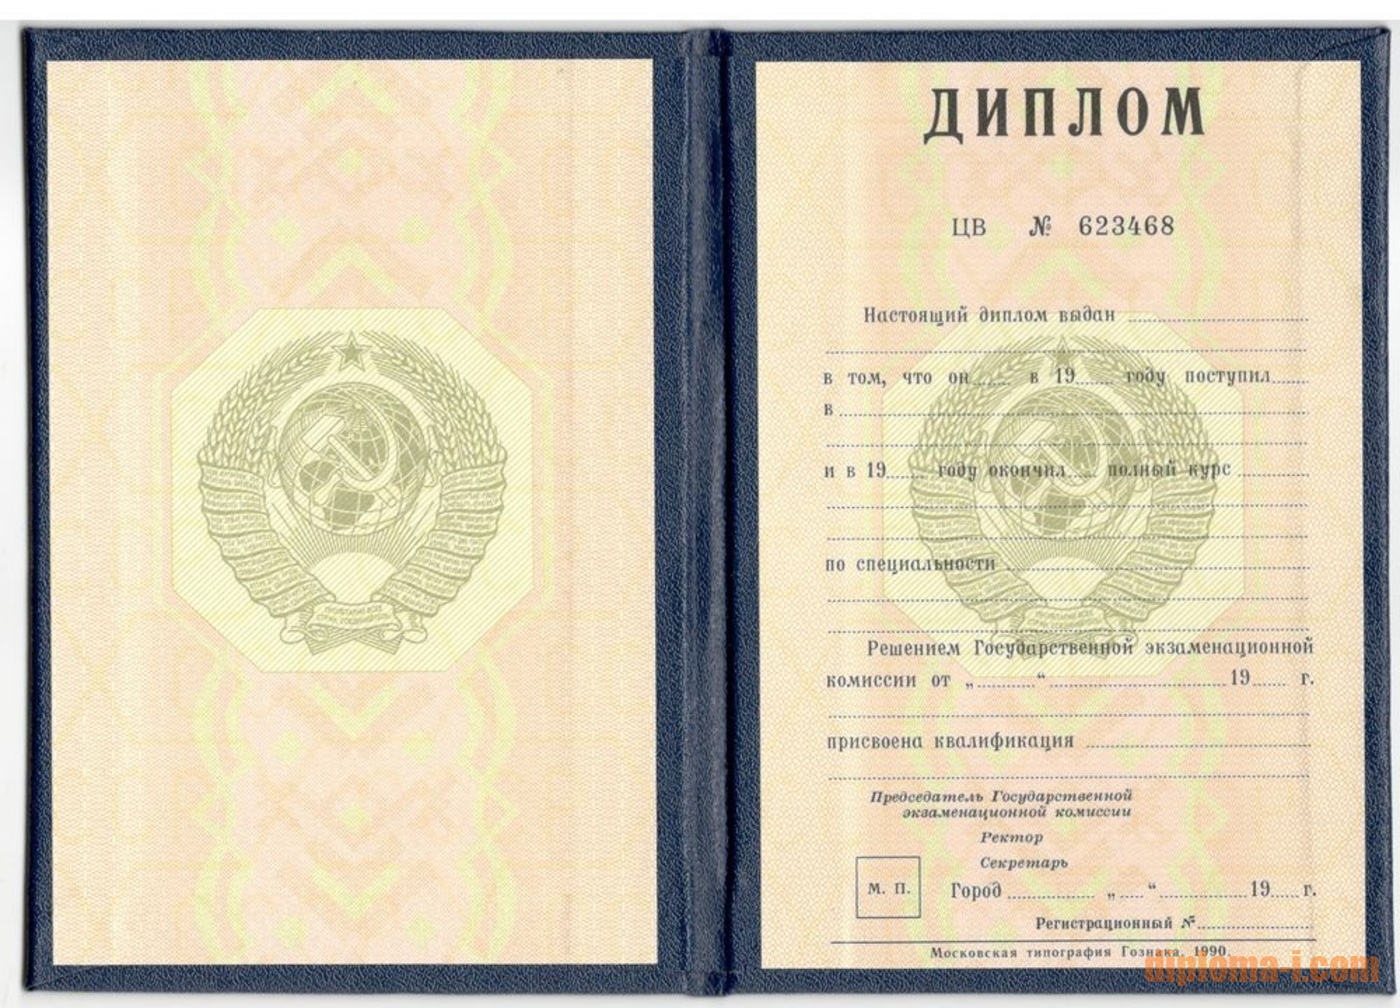 ДИПЛОМ
ЦВ № 623468
Настоящий диплом выдан
в том, что он в 19 году поступил
в
и в 19 году окончил полный курс
по специальности
Решением Государственной экзаменационной
комиссии от „ “ 19 г.
присвоена квалификация
Председатель Государственной
экзаменационной комиссии
Ректор
Секретарь
М. П. Город „ “ 19 г.
Регистрационный №
Московская типография Гознака. 1990.
diploma-i.com